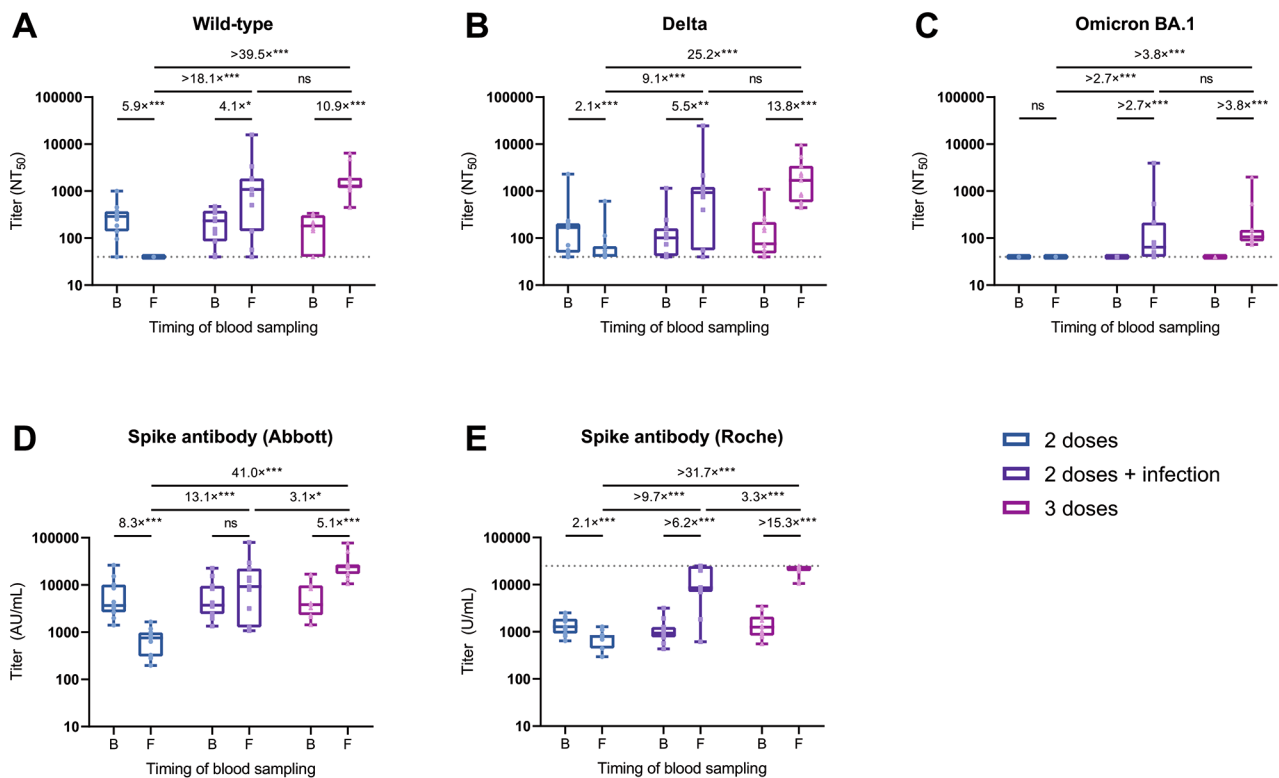 A
Wild-type
>39.5×***
>18.1×***
ns
5.9×***
4.1×*
10.9×***
100000
10000
1000
100
10
Titer (NT50)
B
F
B
F
B
F
Timing of blood sampling
B
Delta
25.2×***
9.1×***
ns
2.1×***
5.5×**
13.8×***
100000
10000
1000
100
10
Titer (NT50)
B
F
B
F
B
F
Timing of blood sampling
C
Omicron BA.1
>3.8×***
>2.7×***
ns
ns
>2.7×***
>3.8×***
100000
10000
1000
100
10
Titer (NT50)
B
F
B
F
B
F
Timing of blood sampling
D
Spike antibody (Abbott)
41.0×***
13.1×***
3.1×*
8.3×***
ns
5.1×***
100000
10000
1000
100
10
Titer (AU/mL)
B
F
B
F
B
F
Timing of blood sampling
E
Spike antibody (Roche)
>31.7×***
>9.7×***
3.3×***
2.1×***
>6.2×***
>15.3×***
100000
10000
1000
100
10
Titer (U/mL)
B
F
B
F
B
F
Timing of blood sampling
2 doses
2 doses + infection
3 doses